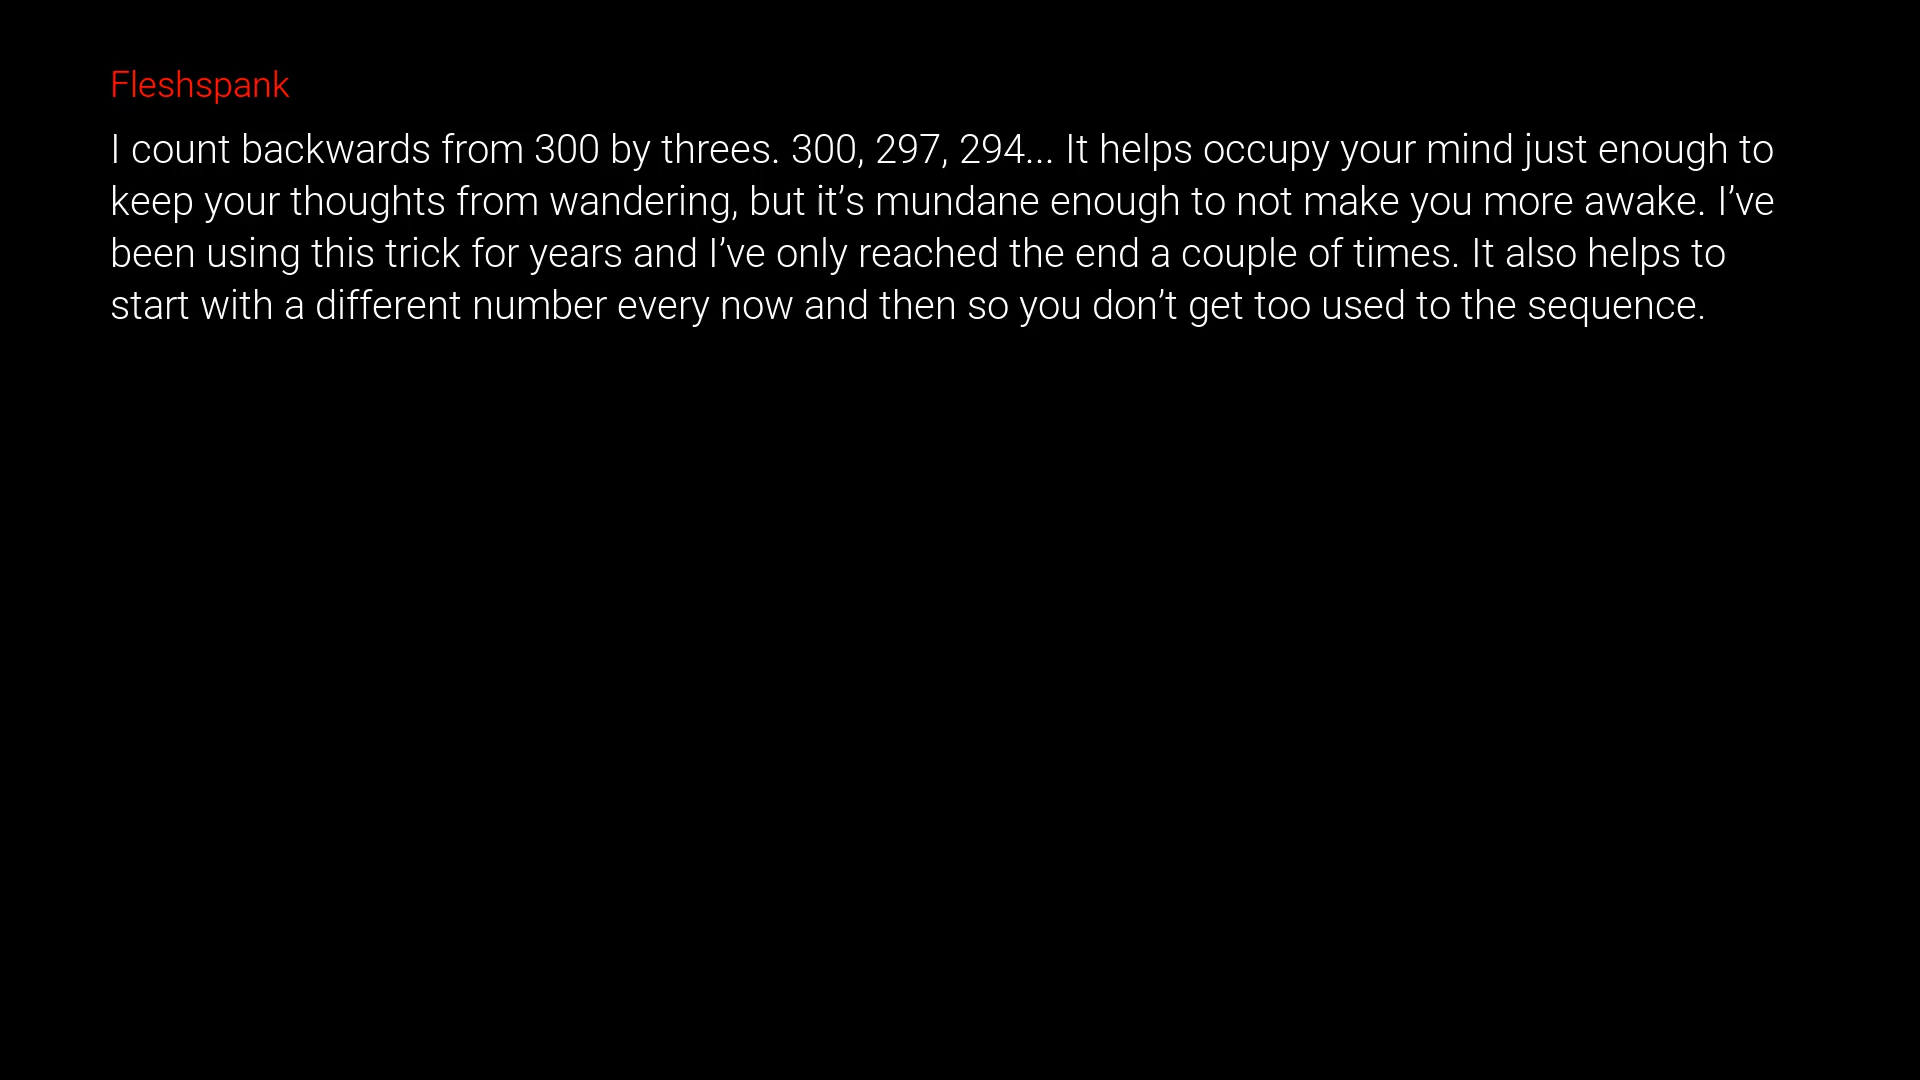 Fleshspank
I count backwards from 300 by threes. 300, 297, 294... It helps occupy your mind just enough to
keep your thoughts from wandering, but it’s mundane enough to not make you more awake. I’ve
been using this trick for years and I’ve only reached the end a couple of times. It also helps to
start with a different number every now and then so you don’t get too used to the sequence.